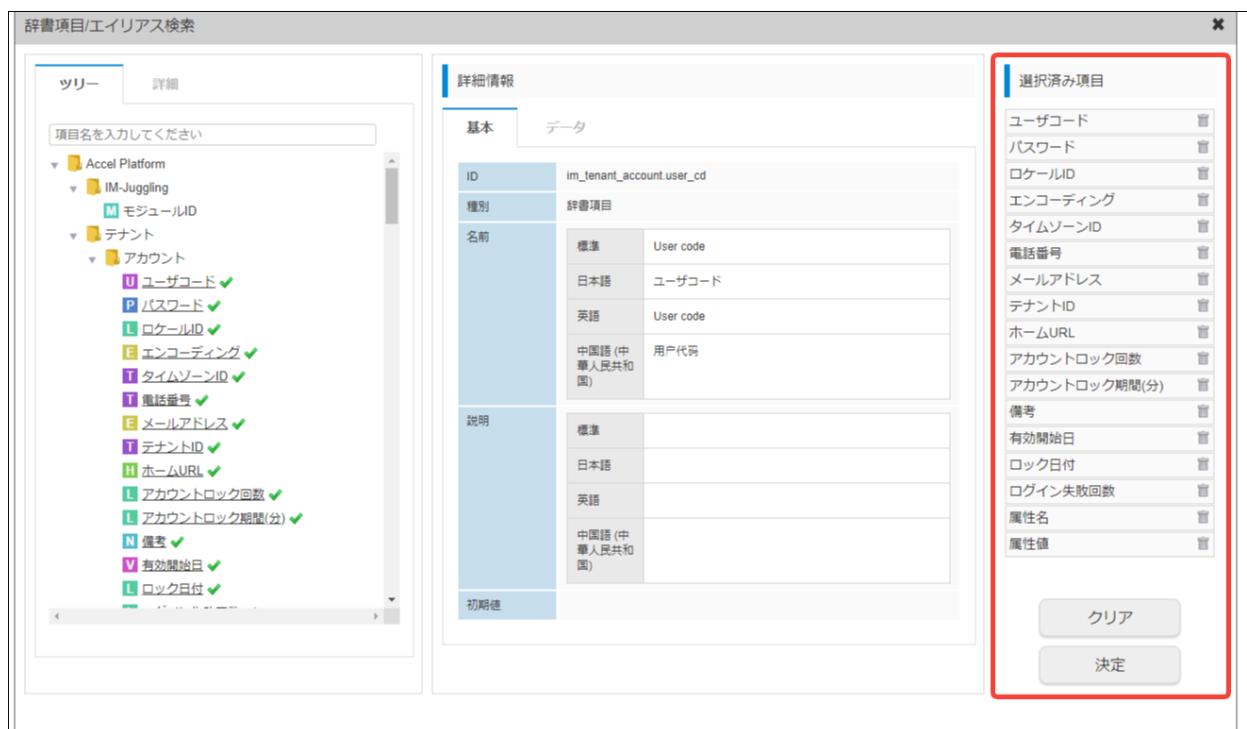 辞書項目/エイリアス検索
✖
ツリー
詳細
項目名を入力してください
Accel Platform
IM-Juggling
M モジュールID
テナント
アカウント
U ユーザコード
P パスワード
L ロケールID
E エンコーディング
T タイムゾーンID
T 電話番号
E メールアドレス
T テナントID
H ホームURL
L アカウントロック回数
L アカウントロック期間(分)
N 備考
V 有効開始日
L ロック日付
詳細情報
基本
データ
ID
im_tenant_account.user_cd
種別
辞書項目
名前
標準
User code
日本語
ユーザコード
英語
User code
中国語 (中
華人民共和
国)
用户代码
説明
標準
日本語
英語
中国語 (中
華人民共和
国)
初期値
選択済み項目
ユーザコード
パスワード
ロケールID
エンコーディング
タイムゾーンID
電話番号
メールアドレス
テナントID
ホームURL
アカウントロック回数
アカウントロック期間(分)
備考
有効開始日
ロック日付
ログイン失敗回数
属性名
属性値
クリア
決定